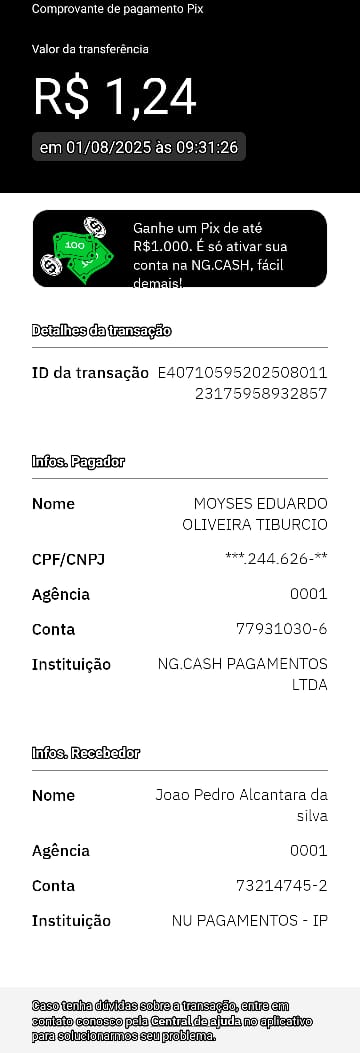 Comprovante de pagamento Pix
Valor da transferência
R$ 1,24
em 01/08/2025 às 09:31:26
100
Ganhe um Pix de até
R$1.000. É só ativar sua
conta na NG.CASH, fácil
demais!
Detalhes da transação
ID da transação E40710595202508011
23175958932857
Infos. Pagador
Nome MOYSES EDUARDO
OLIVEIRA TIBURCIO
CPF/CNPJ ***.244.626-**
Agência 0001
Conta 77931030-6
Instituição NG.CASH PAGAMENTOS
LTDA
Infos. Recebedor
Nome Joao Pedro Alcantara da
silva
Agência 0001
Conta 73214745-2
Instituição NU PAGAMENTOS - IP
Caso tenha dúvidas sobre a transação, entre em
contato conosco pela Central de ajuda no aplicativo
para solucionarmos seu problema.